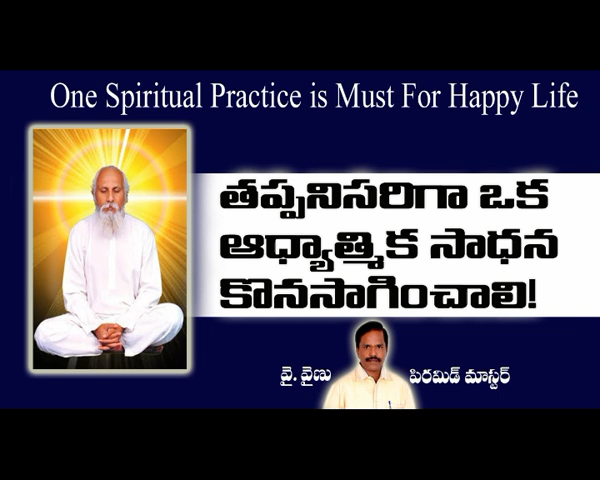 One Spiritual Practice is Must For Happy Life
తప్పనిసరిగా ఒక
ఆధ్యాత్మిక సాధన
కొనసాగించాలి!
వై. వైణు పిరమిడ్ మాస్టర్